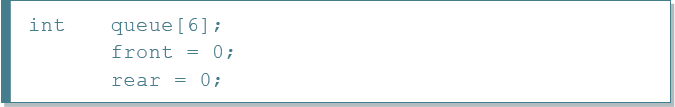 int    queue[6];
       front = 0;
       rear = 0;